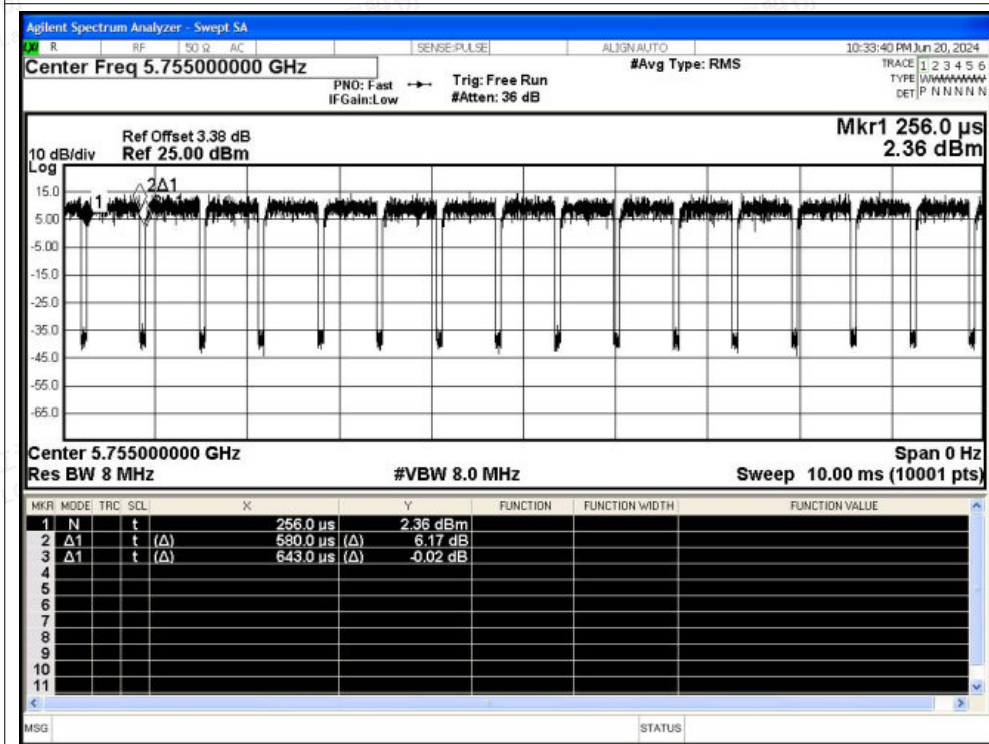 Agilent Spectrum Analyzer - Swept SA
LXI R RF 50 Ω AC SENSE:PULSE ALIGN AUTO 10:33:40 PM Jun 20, 2024
Center Freq 5.755000000 GHz #Avg Type: RMS TRACE 1 2 3 4 5 6
PNO: Fast Trig: Free Run TYPE WWWWWW
IFGain:Low #Atten: 36 dB DET P N N N N N
Mkr1 256.0 µs
Ref Offset 3.38 dB
10 dB/div Ref 25.00 dBm 2.36 dBm
Log
15.0
1
2Δ1
5.00
-5.00
-15.0
-25.0
-35.0
-45.0
-55.0
-65.0
Center 5.755000000 GHz Span 0 Hz
Res BW 8 MHz #VBW 8.0 MHz Sweep 10.00 ms (10001 pts)
MKR MODE TRC SCL X Y FUNCTION FUNCTION WIDTH FUNCTION VALUE
1 N t 256.0 µs 2.36 dBm
2 Δ1 t (Δ) 580.0 µs (Δ) 6.17 dB
3 Δ1 t (Δ) 643.0 µs (Δ) -0.02 dB
4
5
6
7
8
9
10
11
MSG STATUS